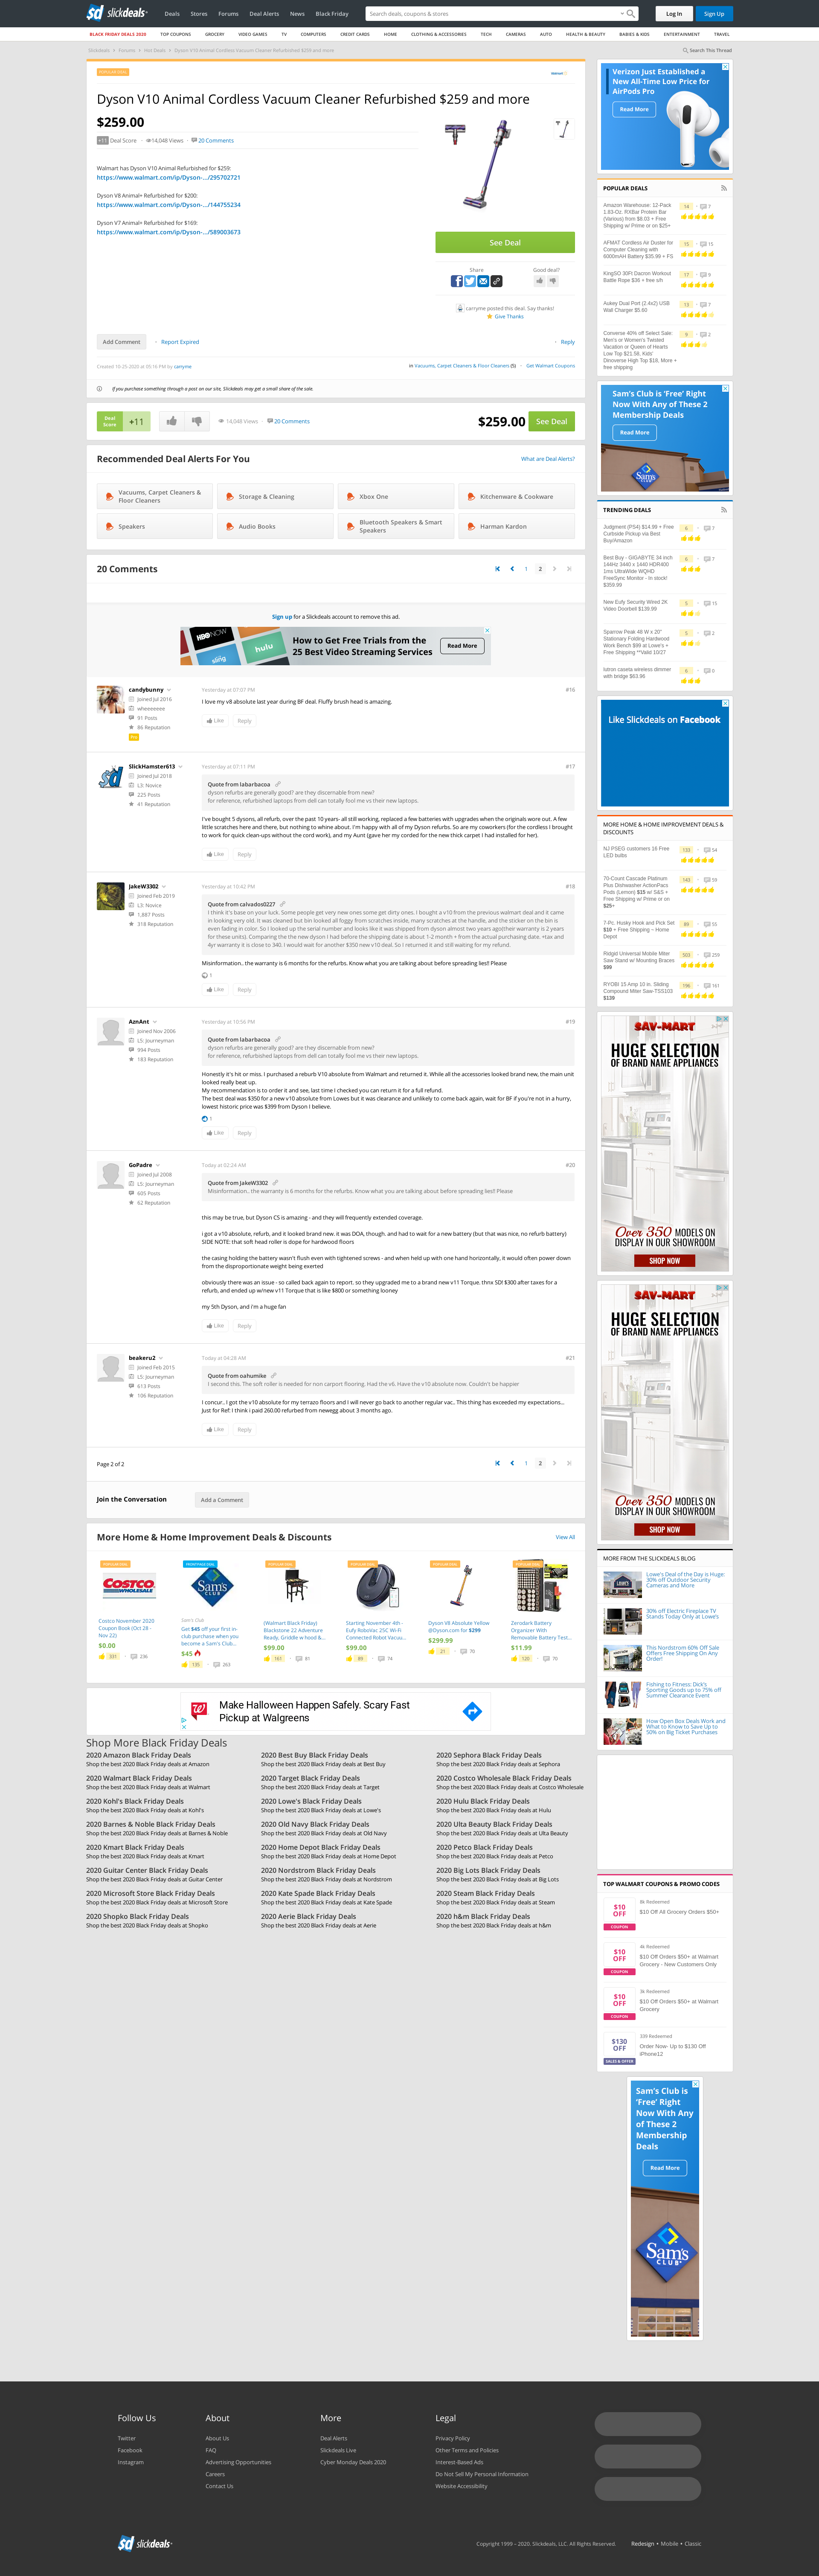 slickdeals
Deals Stores Forums Deal Alerts News Black Friday
Search deals, coupons & stores
Log In Sign Up
BLACK FRIDAY DEALS 2020 TOP COUPONS GROCERY VIDEO GAMES TV COMPUTERS CREDIT CARDS HOME CLOTHING & ACCESSORIES TECH CAMERAS AUTO HEALTH & BEAUTY BABIES & KIDS ENTERTAINMENT TRAVEL
Slickdeals Forums Hot Deals Dyson V10 Animal Cordless Vacuum Cleaner Refurbished $259 and more
Search This Thread
Walmart
Dyson V10 Animal Cordless Vacuum Cleaner Refurbished $259 and more
$259.00
+11 Deal Score 14,048 Views 20 Comments
Walmart has Dyson V10 Animal Refurbished for $259:
https://www.walmart.com/ip/Dyson-.../295702721
Dyson V8 Animal+ Refurbished for $200:
https://www.walmart.com/ip/Dyson-.../144755234
Dyson V7 Animal+ Refurbished for $169:
https://www.walmart.com/ip/Dyson-.../589003673
See Deal
Share Good deal?
carryme posted this deal. Say thanks!
Give Thanks
Add Comment Report Expired Reply
Created 10-25-2020 at 05:16 PM by carryme
in Vacuums, Carpet Cleaners & Floor Cleaners (5) Get Walmart Coupons
If you purchase something through a post on our site, Slickdeals may get a small share of the sale.
Deal Score +11 14,048 Views 20 Comments $259.00 See Deal
Recommended Deal Alerts For You What are Deal Alerts?
Vacuums, Carpet Cleaners & Floor Cleaners
Storage & Cleaning
Xbox One
Kitchenware & Cookware
Speakers
Audio Books
Bluetooth Speakers & Smart Speakers
Harman Kardon
20 Comments 1 2
Sign up for a Slickdeals account to remove this ad.
HBO NOW hulu How to Get Free Trials from the 25 Best Video Streaming Services Read More
candybunny
Joined Jul 2016
wheeeeeee
91 Posts
86 Reputation
Pro
Yesterday at 07:07 PM #16
I love my v8 absolute last year during BF deal. Fluffy brush head is amazing.
Like Reply
SlickHamster613
Joined Jul 2018
L3: Novice
225 Posts
41 Reputation
Yesterday at 07:11 PM #17
Quote from labarbacoa
dyson refurbs are generally good? are they discernable from new?
for reference, refurbished laptops from dell can totally fool me vs their new laptops.
I've bought 5 dysons, all refurb, over the past 10 years- all still working, replaced a few batteries with upgrades when the originals wore out. A few little scratches here and there, but nothing to whine about. I'm happy with all of my Dyson refurbs. So are my coworkers (for the cordless I brought to work for quick clean-ups without the cord walk), and my Aunt (gave her my corded for the new thick carpet I had installed for her).
Like Reply
JakeW3302
Joined Feb 2019
L3: Novice
1,887 Posts
318 Reputation
Yesterday at 10:42 PM #18
Quote from calvados0227
I think it's base on your luck. Some people get very new ones some get dirty ones. I bought a v10 from the previous walmart deal and it came in looking ok but very old. It was cleaned but bin looks old and foggy from scratches inside, many scratches at the handle, and the sticker on the bin is even fading color. So I looked up the serial number shipped to me and it was shipped from dyson almost two years ago(their warranty is 2 years for their units). Comparing the the new dyson I had before the shipping date is about 1-2 month + from the actual purchasing date. +tax and 4yr warranty it is close to 340. I would wait for another $350 new v10 deal. So I returned it and still waiting for my refund.
Misinformation.. the warranty is 6 months for the refurbs. Know what you are talking about before spreading lies!! Please
1
Like Reply
AznAnt
Joined Nov 2006
L5: Journeyman
994 Posts
183 Reputation
Yesterday at 10:56 PM #19
Quote from labarbacoa
dyson refurbs are generally good? are they discernable from new?
for reference, refurbished laptops from dell can totally fool me vs their new laptops.
Honestly it's hit or miss. I purchased a reburb V10 absolute from Walmart and returned it. While all the accessories looked brand new, the main unit looked really beat up.
My recommendation is to order it and see, last time I checked you can return it for a full refund.
The best deal was $350 for a new v10 absolute from Lowes but it was clearance and unlikely to come back again, wait for BF if you're not in a hurry, lowest historic price was $399 from Dyson I believe.
1
Like Reply
GoPadre
Joined Jul 2008
L5: Journeyman
605 Posts
62 Reputation
Today at 02:24 AM #20
Quote from JakeW3302
Misinformation.. the warranty is 6 months for the refurbs. Know what you are talking about before spreading lies!! Please
this may be true, but Dyson CS is amazing - and they will frequently extended coverage.
i got a v10 absolute, refurb, and it looked brand new. it was DOA, though. and had to wait for a new battery (but that was nice, no refurb battery)
SIDE NOTE: that soft head roller is dope for hardwood floors
the casing holding the battery wasn't flush even with tightened screws - and when held up with one hand horizontally, it would often power down from the disproportionate weight being exerted
obviously there was an issue - so called back again to report, so they upgraded me to a brand new v11 Torque. thnx SD! $300 after taxes for a refurb, and ended up w/new v11 Torque that is like $800 or something looney
my 5th Dyson, and i'm a huge fan
Like Reply
beakeru2
Joined Feb 2015
L5: Journeyman
613 Posts
106 Reputation
Today at 04:28 AM #21
Quote from oahumike
I second this. The soft roller is needed for non carport flooring. Had the v6. Have the v10 absolute now. Couldn't be happier
I concur.. I got the v10 absolute for my terrazo floors and I will never go back to another regular vac.. This thing has exceeded my expectations...
Just for Ref: I think i paid 260.00 refurbed from newegg about 3 months ago.
Like Reply
Page 2 of 2 1 2
Join the Conversation Add a Comment
More Home & Home Improvement Deals & Discounts View All
Costco November 2020 Coupon Book (Oct 28 - Nov 22)
$0.00
331 236
Sam's Club
Get $45 off your first in-club purchase when you become a Sam's Club...
$45
135 263
(Walmart Black Friday) Blackstone 22 Adventure Ready, Griddle w-hood &...
$99.00
161 81
Starting November 4th - Eufy RoboVac 25C Wi-Fi Connected Robot Vacuu...
$99.00
89 74
Dyson V8 Absolute Yellow @Dyson.com for $299
$299.99
21 70
Zerodark Battery Organizer With Removable Battery Test...
$11.99
120 70
Make Halloween Happen Safely. Scary Fast Pickup at Walgreens
Shop More Black Friday Deals
2020 Amazon Black Friday Deals
Shop the best 2020 Black Friday deals at Amazon
2020 Best Buy Black Friday Deals
Shop the best 2020 Black Friday deals at Best Buy
2020 Sephora Black Friday Deals
Shop the best 2020 Black Friday deals at Sephora
2020 Walmart Black Friday Deals
Shop the best 2020 Black Friday deals at Walmart
2020 Target Black Friday Deals
Shop the best 2020 Black Friday deals at Target
2020 Costco Wholesale Black Friday Deals
Shop the best 2020 Black Friday deals at Costco Wholesale
2020 Kohl's Black Friday Deals
Shop the best 2020 Black Friday deals at Kohl's
2020 Lowe's Black Friday Deals
Shop the best 2020 Black Friday deals at Lowe's
2020 Hulu Black Friday Deals
Shop the best 2020 Black Friday deals at Hulu
2020 Barnes & Noble Black Friday Deals
Shop the best 2020 Black Friday deals at Barnes & Noble
2020 Old Navy Black Friday Deals
Shop the best 2020 Black Friday deals at Old Navy
2020 Ulta Beauty Black Friday Deals
Shop the best 2020 Black Friday deals at Ulta Beauty
2020 Kmart Black Friday Deals
Shop the best 2020 Black Friday deals at Kmart
2020 Home Depot Black Friday Deals
Shop the best 2020 Black Friday deals at Home Depot
2020 Petco Black Friday Deals
Shop the best 2020 Black Friday deals at Petco
2020 Guitar Center Black Friday Deals
Shop the best 2020 Black Friday deals at Guitar Center
2020 Nordstrom Black Friday Deals
Shop the best 2020 Black Friday deals at Nordstrom
2020 Big Lots Black Friday Deals
Shop the best 2020 Black Friday deals at Big Lots
2020 Microsoft Store Black Friday Deals
Shop the best 2020 Black Friday deals at Microsoft Store
2020 Kate Spade Black Friday Deals
Shop the best 2020 Black Friday deals at Kate Spade
2020 Steam Black Friday Deals
Shop the best 2020 Black Friday deals at Steam
2020 Shopko Black Friday Deals
Shop the best 2020 Black Friday deals at Shopko
2020 Aerie Black Friday Deals
Shop the best 2020 Black Friday deals at Aerie
2020 h&m Black Friday Deals
Shop the best 2020 Black Friday deals at h&m
Verizon Just Established a New All-Time Low Price for AirPods Pro
Read More
POPULAR DEALS
Amazon Warehouse: 12-Pack 1.83-Oz. RXBar Protein Bar (Various) from $8.03 + Free Shipping w/ Prime or on $25+
14 7
AFMAT Cordless Air Duster for Computer Cleaning with 6000mAH Battery $35.99 + FS
15 15
KingSO 30Ft Dacron Workout Battle Rope $36 + free s/h
17 9
Aukey Dual Port (2.4x2) USB Wall Charger $5.60
13 7
Converse 40% off Select Sale: Men's or Women's Twisted Vacation or Queen of Hearts Low Top $21.58, Kids' Dinoverse High Top $18, More + free shipping
9 2
Sam's Club is 'Free' Right Now With Any of These 2 Membership Deals
Read More
TRENDING DEALS
Judgment (PS4) $14.99 + Free Curbside Pickup via Best Buy/Amazon
6 7
Best Buy - GIGABYTE 34 inch 144Hz 3440 x 1440 HDR400 1ms UltraWide WQHD FreeSync Monitor - In stock! $359.99
6 7
New Eufy Security Wired 2K Video Doorbell $139.99
5 15
Sparrow Peak 48 W x 20" Stationary Folding Hardwood Work Bench $99 at Lowe's + Free Shipping **Valid 10/27
5 2
lutron caseta wireless dimmer with bridge $63.96
6 0
Like Slickdeals on Facebook
MORE HOME & HOME IMPROVEMENT DEALS & DISCOUNTS
NJ PSEG customers 16 Free LED bulbs
133 54
70-Count Cascade Platinum Plus Dishwasher ActionPacs Pods (Lemon) $15 w/ S&S + Free Shipping w/ Prime or on $25+
143 59
7-Pc. Husky Hook and Pick Set $10 + Free Shipping ~ Home Depot
89 55
Ridgid Universal Mobile Miter Saw Stand w/ Mounting Braces $99
503 259
RYOBI 15 Amp 10 in. Sliding Compound Miter Saw-TSS103 $139
196 161
SAV-MART
HUGE SELECTION OF BRAND NAME APPLIANCES
Over 350 MODELS ON DISPLAY IN OUR SHOWROOM
SHOP NOW
SAV-MART
HUGE SELECTION OF BRAND NAME APPLIANCES
Over 350 MODELS ON DISPLAY IN OUR SHOWROOM
SHOP NOW
MORE FROM THE SLICKDEALS BLOG
Lowe's Deal of the Day is Huge: 30% off Outdoor Security Cameras and More
30% off Electric Fireplace TV Stands Today Only at Lowe's
This Nordstrom 60% Off Sale Offers Free Shipping On Any Order!
Fishing to Fitness: Dick's Sporting Goods up to 75% off Summer Clearance Event
How Open Box Deals Work and What to Know to Save Up to 50% on Big Ticket Purchases
TOP WALMART COUPONS & PROMO CODES
$10 OFF COUPON
8k Redeemed
$10 Off All Grocery Orders $50+
$10 OFF COUPON
4k Redeemed
$10 Off Orders $50+ at Walmart Grocery - New Customers Only
$10 OFF COUPON
3k Redeemed
$10 Off Orders $50+ at Walmart Grocery
$130 OFF SALES & OFFER
339 Redeemed
Order Now- Up to $130 Off iPhone12
Sam's Club is 'Free' Right Now With Any of These 2 Membership Deals
Read More
Follow Us
Twitter
Facebook
Instagram
About
About Us
FAQ
Advertising Opportunities
Careers
Contact Us
More
Deal Alerts
Slickdeals Live
Cyber Monday Deals 2020
Legal
Privacy Policy
Other Terms and Policies
Interest-Based Ads
Do Not Sell My Personal Information
Website Accessibility
slickdeals
Copyright 1999 - 2020. Slickdeals, LLC. All Rights Reserved. Redesign • Mobile • Classic